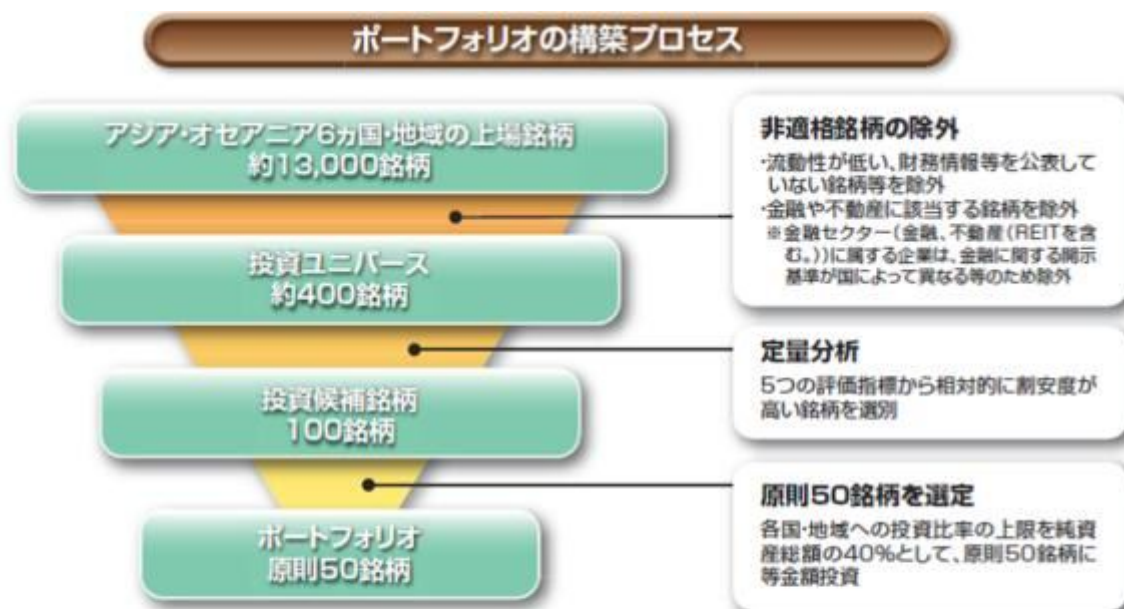 ポートフォリオの構築プロセス
アジア・オセアニア6ヵ国・地域の上場銘柄
約13,000銘柄
非適格銘柄の除外
・流動性が低い、財務情報等を公表して
いない銘柄等を除外
・金融や不動産に該当する銘柄を除外
※金融セクター(金融、不動産(REITを含
む。))に属する企業は、金融に関する開示
基準が国によって異なる等のため除外
投資ユニバース
約400銘柄
定量分析
5つの評価指標から相対的に割安度が
高い銘柄を選別
投資候補銘柄
100銘柄
原則50銘柄を選定
各国・地域への投資比率の上限を純資
産総額の40%として、原則50銘柄に
等金額投資
ポートフォリオ
原則50銘柄